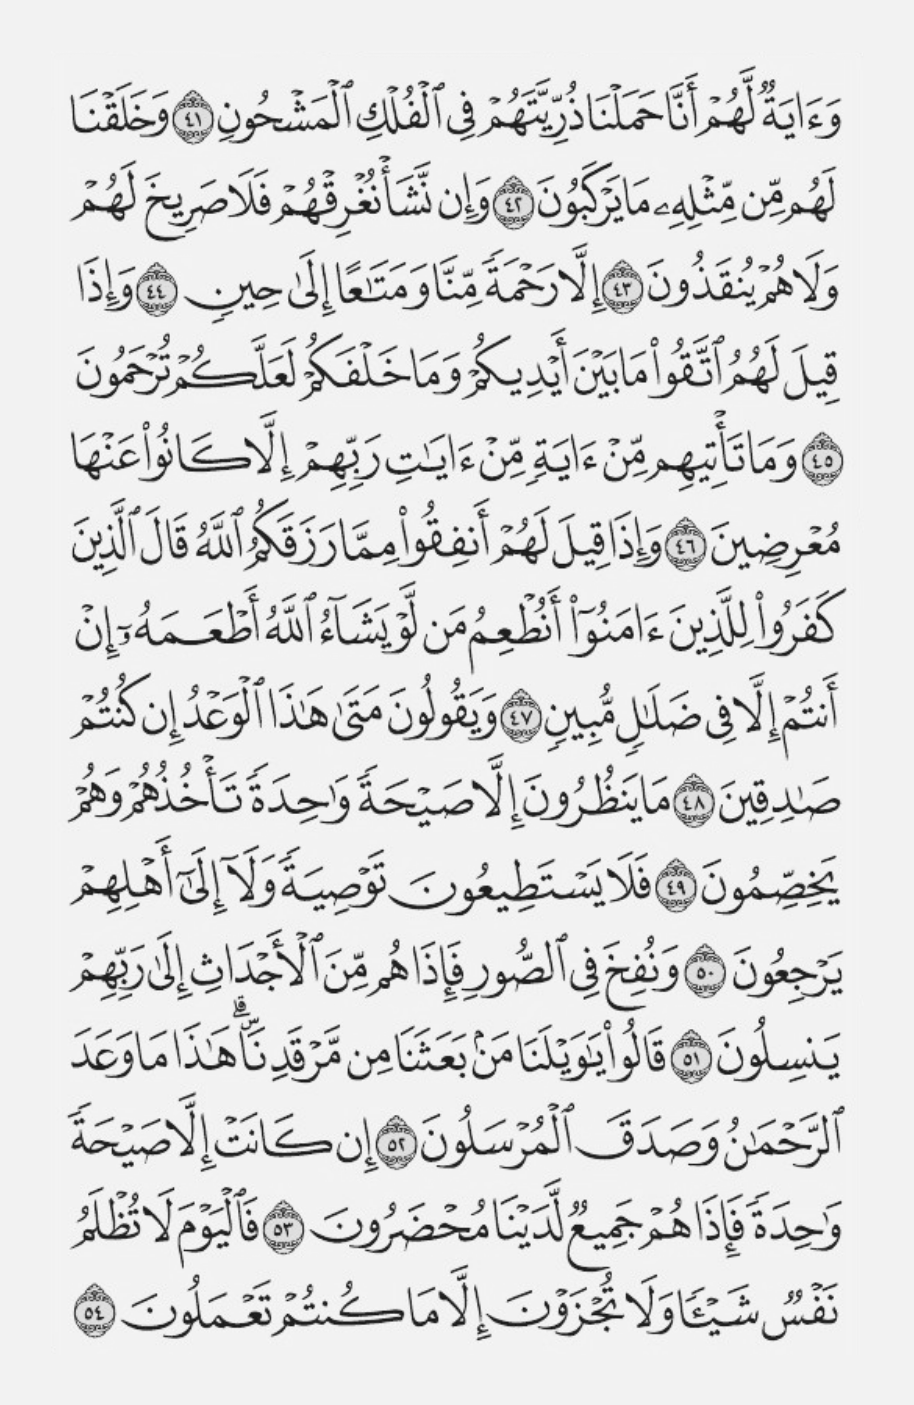 وَءَايَةٌ لَّهُمْ أَنَّا حَمَلْنَا ذُرِّيَّتَهُمْ فِى ٱلْفُلْكِ ٱلْمَشْحُونِ ٤١ وَخَلَقْنَا
لَهُم مِّن مِّثْلِهِۦ مَا يَرْكَبُونَ ٤٢ وَإِن نَّشَأْ نُغْرِقْهُمْ فَلَا صَرِيخَ لَهُمْ
وَلَا هُمْ يُنقَذُونَ ٤٣ إِلَّا رَحْمَةً مِّنَّا وَمَتَـٰعًا إِلَىٰ حِينٍ ٤٤ وَإِذَا
قِيلَ لَهُمُ ٱتَّقُوا۟ مَا بَيْنَ أَيْدِيكُمْ وَمَا خَلْفَكُمْ لَعَلَّكُمْ تُرْحَمُونَ
٤٥ وَمَا تَأْتِيهِم مِّنْ ءَايَةٍ مِّنْ ءَايَـٰتِ رَبِّهِمْ إِلَّا كَانُوا۟ عَنْهَا
مُعْرِضِينَ ٤٦ وَإِذَا قِيلَ لَهُمْ أَنفِقُوا۟ مِمَّا رَزَقَكُمُ ٱللَّهُ قَالَ ٱلَّذِينَ
كَفَرُوا۟ لِلَّذِينَ ءَامَنُوٓا۟ أَنُطْعِمُ مَن لَّوْ يَشَآءُ ٱللَّهُ أَطْعَمَهُۥٓ إِنْ
أَنتُمْ إِلَّا فِى ضَلَـٰلٍ مُّبِينٍ ٤٧ وَيَقُولُونَ مَتَىٰ هَـٰذَا ٱلْوَعْدُ إِن كُنتُمْ
صَـٰدِقِينَ ٤٨ مَا يَنظُرُونَ إِلَّا صَيْحَةً وَٰحِدَةً تَأْخُذُهُمْ وَهُمْ
يَخِصِّمُونَ ٤٩ فَلَا يَسْتَطِيعُونَ تَوْصِيَةً وَلَآ إِلَىٰٓ أَهْلِهِمْ
يَرْجِعُونَ ٥٠ وَنُفِخَ فِى ٱلصُّورِ فَإِذَا هُم مِّنَ ٱلْأَجْدَاثِ إِلَىٰ رَبِّهِمْ
يَنسِلُونَ ٥١ قَالُوا۟ يَـٰوَيْلَنَا مَنۢ بَعَثَنَا مِن مَّرْقَدِنَا ۜ ۗ هَـٰذَا مَا وَعَدَ
ٱلرَّحْمَـٰنُ وَصَدَقَ ٱلْمُرْسَلُونَ ٥٢ إِن كَانَتْ إِلَّا صَيْحَةً
وَٰحِدَةً فَإِذَا هُمْ جَمِيعٌ لَّدَيْنَا مُحْضَرُونَ ٥٣ فَٱلْيَوْمَ لَا تُظْلَمُ
نَفْسٌ شَيْـًٔا وَلَا تُجْزَوْنَ إِلَّا مَا كُنتُمْ تَعْمَلُونَ ٥٤